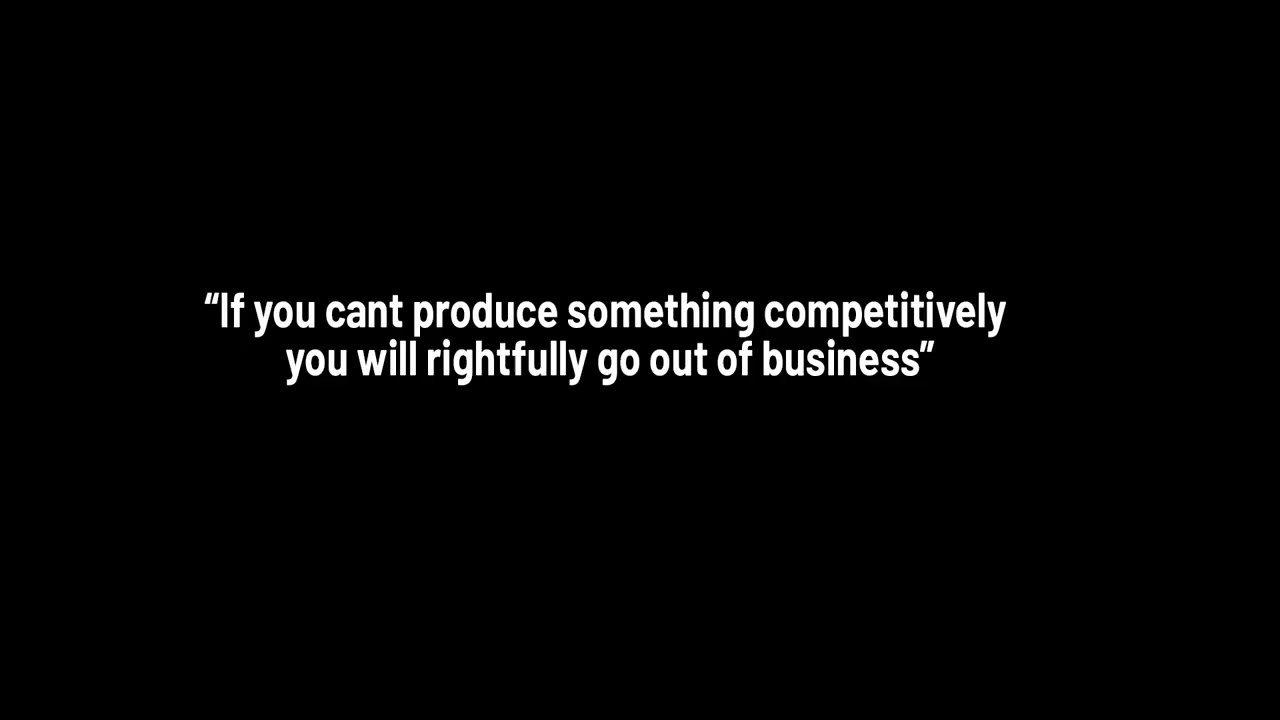 “If you cant produce something competitively
you will rightfully go out of business”